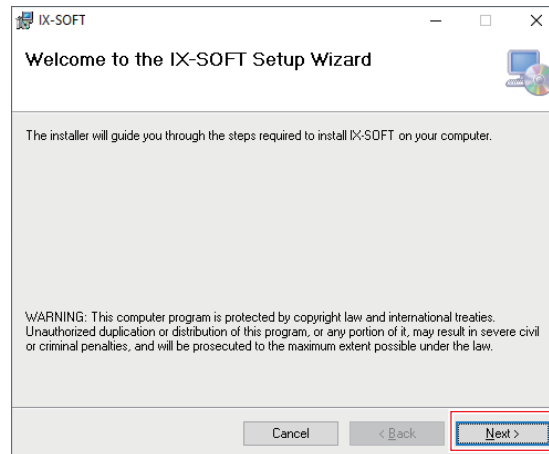 IX-SOFT
Welcome to the IX-SOFT Setup Wizard
The installer will guide you through the steps required to install IX-SOFT on your computer.
WARNING: This computer program is protected by copyright law and international treaties.
Unauthorized duplication or distribution of this program, or any portion of it, may result in severe civil
or criminal penalties, and will be prosecuted to the maximum extent possible under the law.
Cancel
< Back
Next >